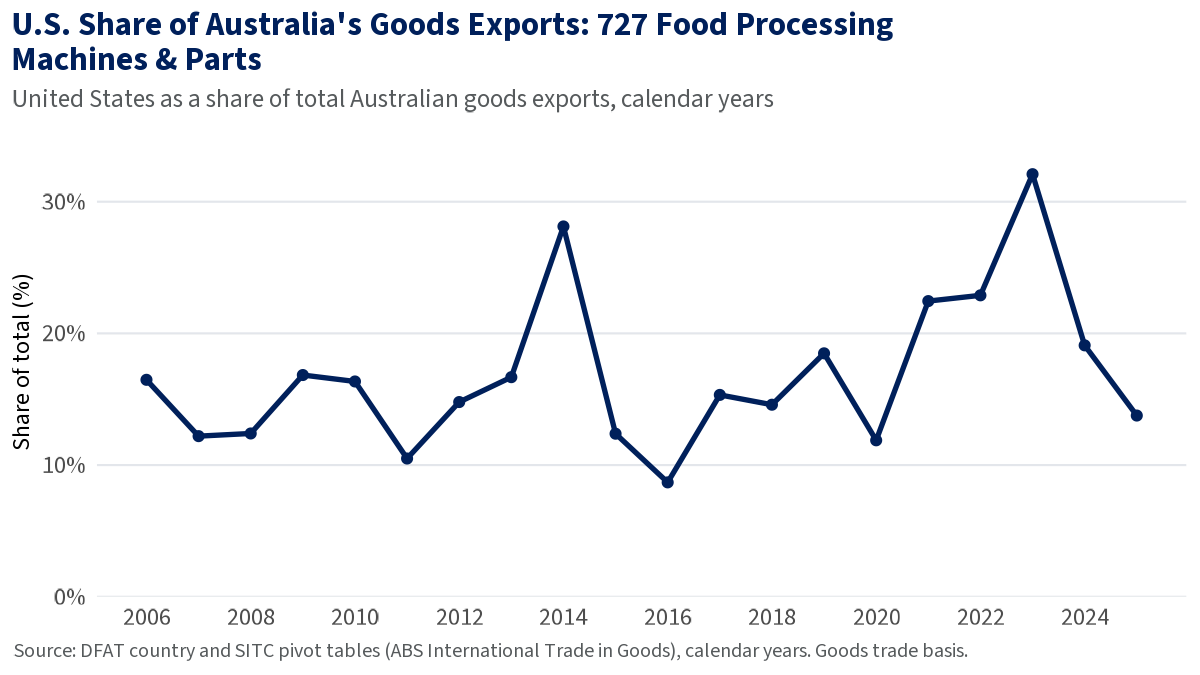 U.S. Share of Australia's Goods Exports: 727 Food Processing
Machines & Parts
United States as a share of total Australian goods exports, calendar years
Share of total (%)
30%
20%
10%
0%
2006 2008 2010 2012 2014 2016 2018 2020 2022 2024
Source: DFAT country and SITC pivot tables (ABS International Trade in Goods), calendar years. Goods trade basis.